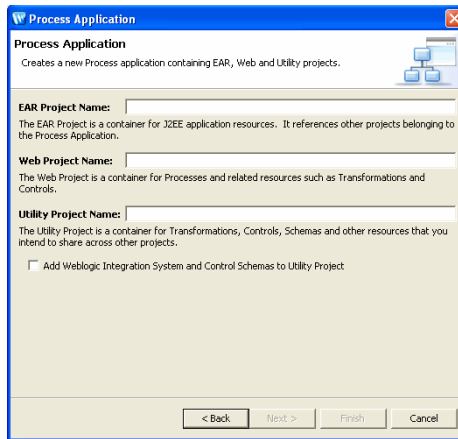 Process Application
Process Application
Creates a new Process application containing EAR, Web and Utility projects.
EAR Project Name:
The EAR Project is a container for J2EE application resources. It references other projects belonging to
the Process Application.
Web Project Name:
The Web Project is a container for Processes and related resources such as Transformations and
Controls.
Utility Project Name:
The Utility Project is a container for Transformations, Controls, Schemas and other resources that you
intend to share across other projects.
Add Weblogic Integration System and Control Schemas to Utility Project
< Back
Next >
Finish
Cancel